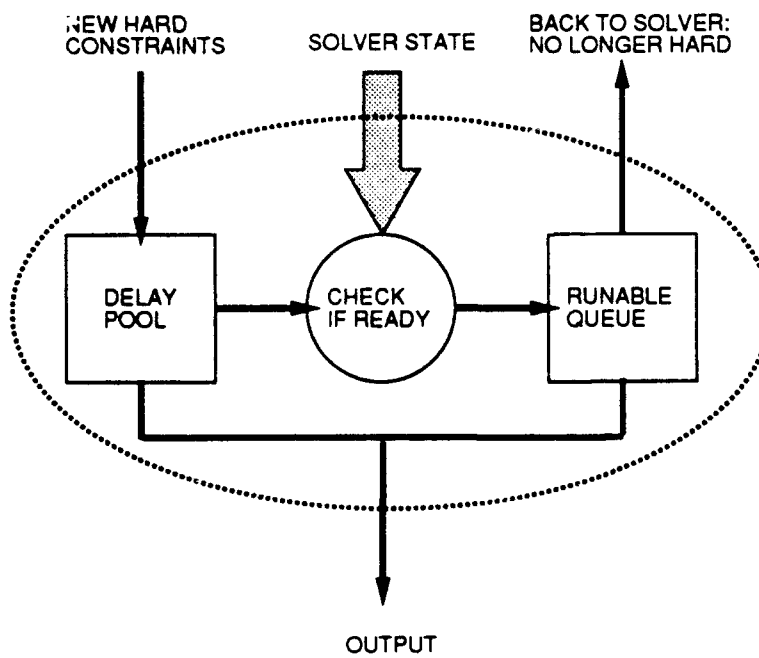 NEW HARD
CONSTRAINTS
SOLVER STATE
BACK TO SOLVER:
NO LONGER HARD
DELAY
POOL
CHECK
IF READY
RUNABLE
QUEUE
OUTPUT